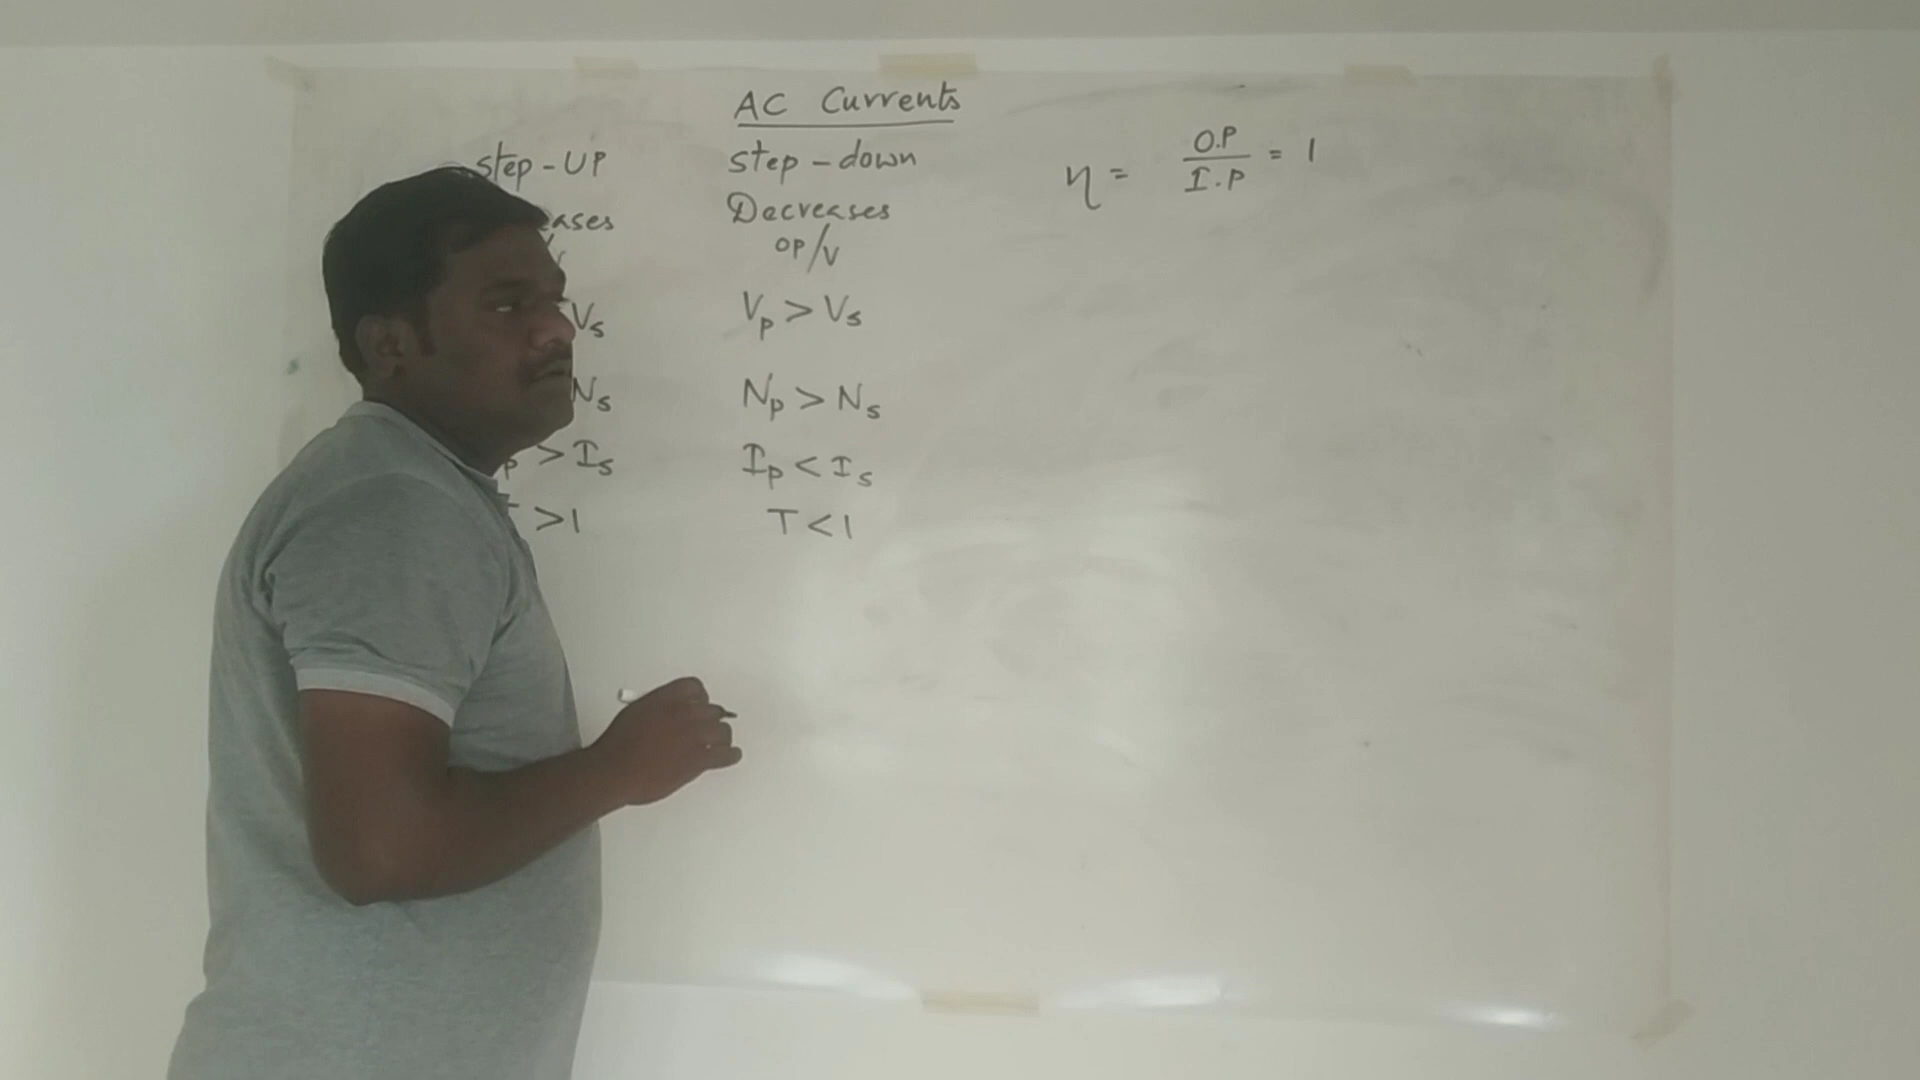 AC Currents
step-UP
step-down
η = O.P/I.P = 1
Decreases
OP/V
Vs
Vp > Vs
Ns
Np > Ns
p > Is
Ip < Is
>1
T<1